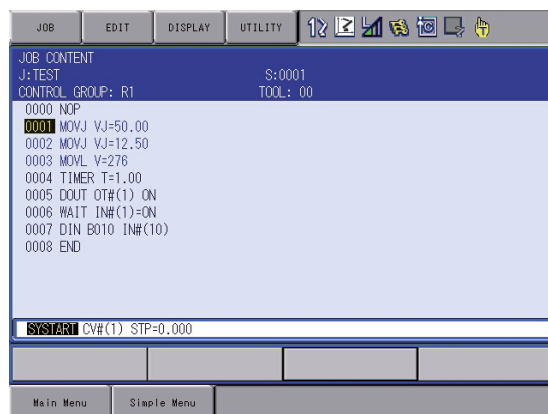 JOB EDIT DISPLAY UTILITY
JOB CONTENT
J:TEST S:0001
CONTROL GROUP: R1 TOOL: 00
0000 NOP
0001 MOVJ VJ=50.00
0002 MOVJ VJ=12.50
0003 MOVL V=276
0004 TIMER T=1.00
0005 DOUT OT#(1) ON
0006 WAIT IN#(1)=ON
0007 DIN B010 IN#(10)
0008 END
SYSTART CV#(1) STP=0.000
Main Menu Simple Menu